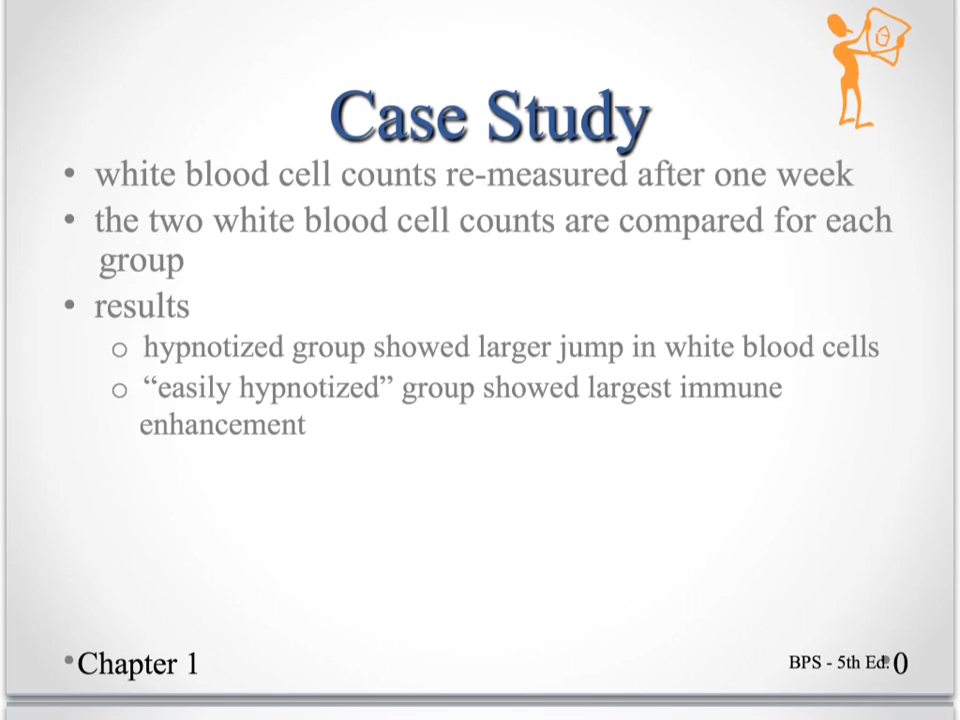 Case Study
• white blood cell counts re-measured after one week
• the two white blood cell counts are compared for each
group
• results
o hypnotized group showed larger jump in white blood cells
o “easily hypnotized” group showed largest immune
enhancement
•Chapter 1
BPS - 5th Ed.
•0